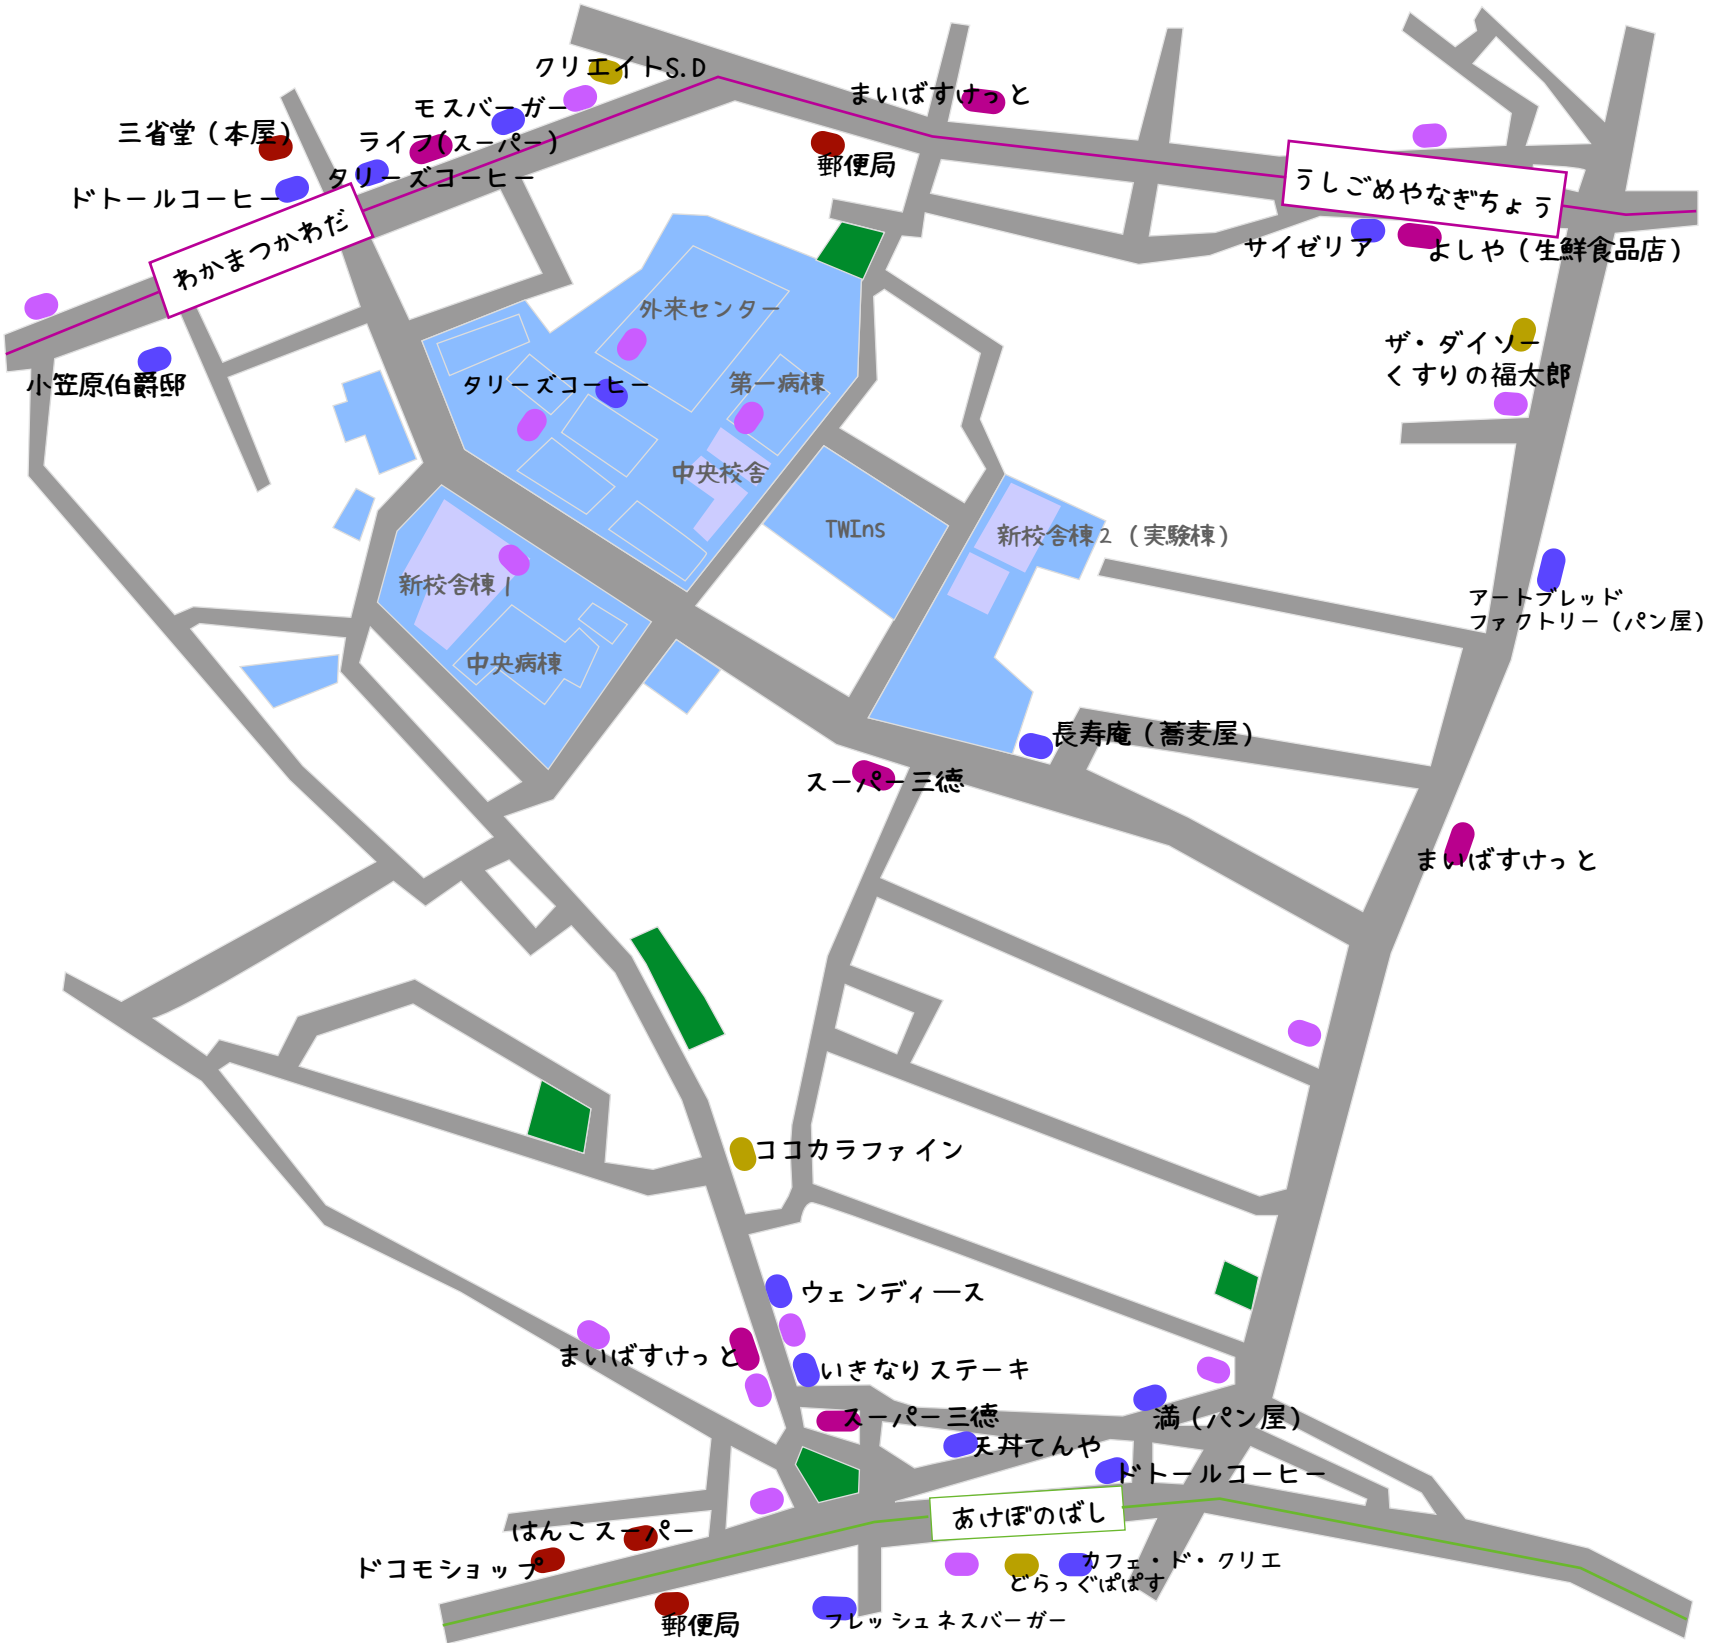 クリエイトS.D
モスバーガー
まいばすけっと
三省堂（本屋）
ライフ(スーパー)
郵便局
タリーズコーヒー
ドトールコーヒー
うしごめやなぎちょう
わかまつかわだ
サイゼリア
よしや（生鮮食品店）
外来センター
ザ・ダイソー
くすりの福太郎
小笠原伯爵邸
タリーズコーヒー
第一病棟
中央校舎
TWIns
新校舎棟２（実験棟）
新校舎棟１
アートブレッド
ファクトリー（パン屋）
中央病棟
長寿庵（蕎麦屋）
スーパー三徳
まいばすけっと
ココカラファイン
ウェンディース
まいばすけっと
いきなりステーキ
スーパー三徳
満（パン屋）
天丼てんや
ドトールコーヒー
あけぼのばし
はんこスーパー
ドコモショップ
カフェ・ド・クリエ
どらっぐぱぱす
郵便局
フレッシュネスバーガー